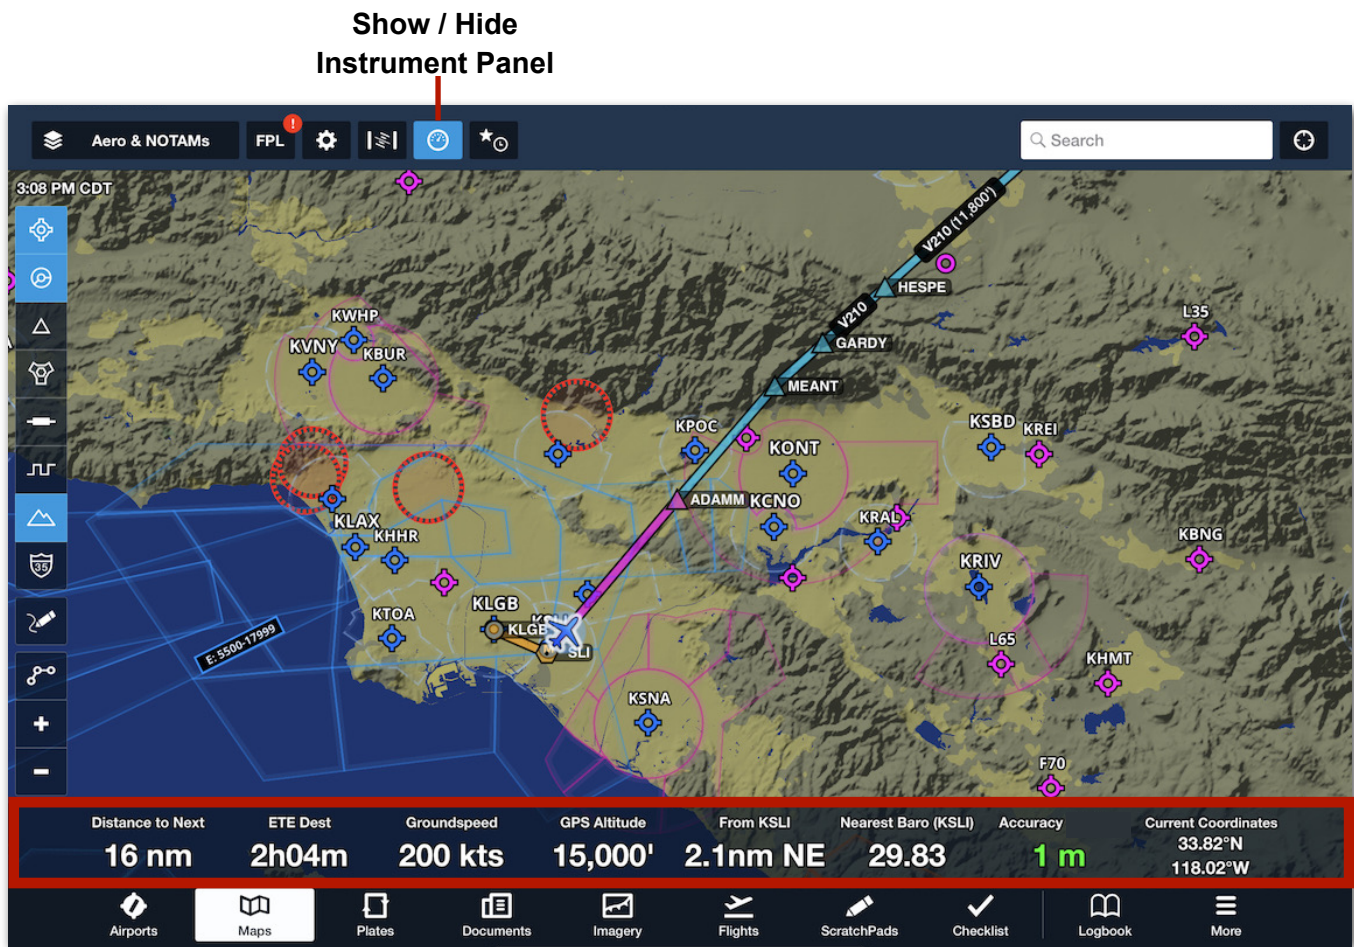 Show / Hide
Instrument Panel
Aero & NOTAMs
FPL
!
Search
3:08 PM CDT
V210 (11,800')
HESPE
V210
L35
KWHP
GARDY
KVNY
KBUR
MEANT
KPOC
KSBD
KREI
KONT
ADAMM
KCNO
KLAX
KRAL
KHHR
KBNG
35
KRIV
KLGB
KTOA
KLGB
SLI
E: 5500-17999
L65
KHMT
KSNA
F70
Distance to Next
ETE Dest
Groundspeed
GPS Altitude
From KSLI
Nearest Baro (KSLI)
Accuracy
Current Coordinates
16 nm
2h04m
200 kts
15,000'
2.1nm NE
29.83
1 m
33.82°N
118.02°W
Airports
Maps
Plates
Documents
Imagery
Flights
ScratchPads
Checklist
Logbook
More